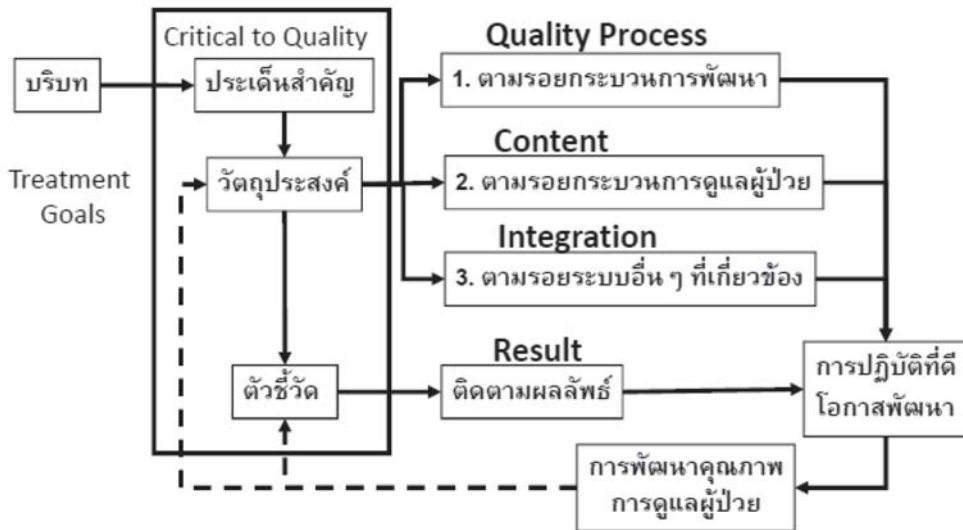 Critical to Quality
บริบท
ประเด็นสำคัญ
Treatment
Goals
วัตถุประสงค์
ตัวชี้วัด
Quality Process
1. ตามรอยกระบวนการพัฒนา
Content
2. ตามรอยกระบวนการดูแลผู้ป่วย
Integration
3. ตามรอยระบบอื่น ๆ ที่เกี่ยวข้อง
Result
ติดตามผลลัพธ์
การปฏิบัติที่ดี
โอกาสพัฒนา
การพัฒนาคุณภาพ
การดูแลผู้ป่วย